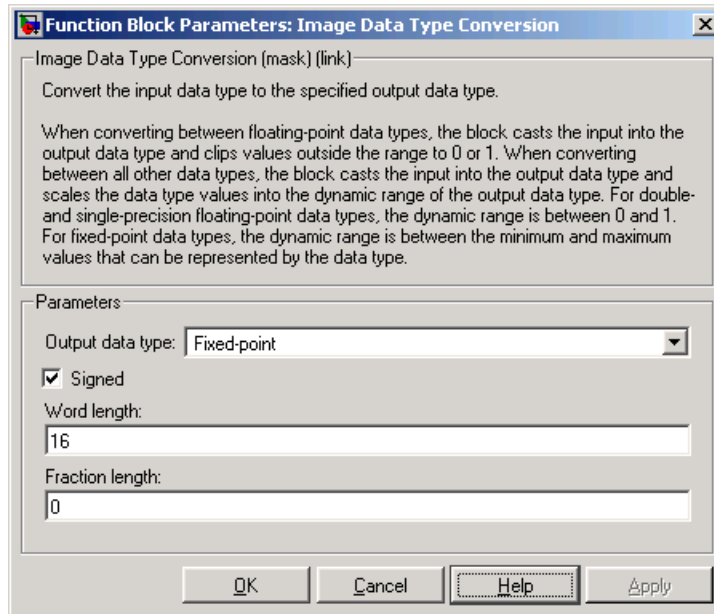 Function Block Parameters: Image Data Type Conversion
Image Data Type Conversion (mask) (link)
Convert the input data type to the specified output data type.
When converting between floating-point data types, the block casts the input into the
output data type and clips values outside the range to 0 or 1. When converting
between all other data types, the block casts the input into the output data type and
scales the data type values into the dynamic range of the output data type. For double-
and single-precision floating-point data types, the dynamic range is between 0 and 1.
For fixed-point data types, the dynamic range is between the minimum and maximum
values that can be represented by the data type.
Parameters
Output data type: Fixed-point
Signed
Word length:
16
Fraction length:
0
OK Cancel Help Apply